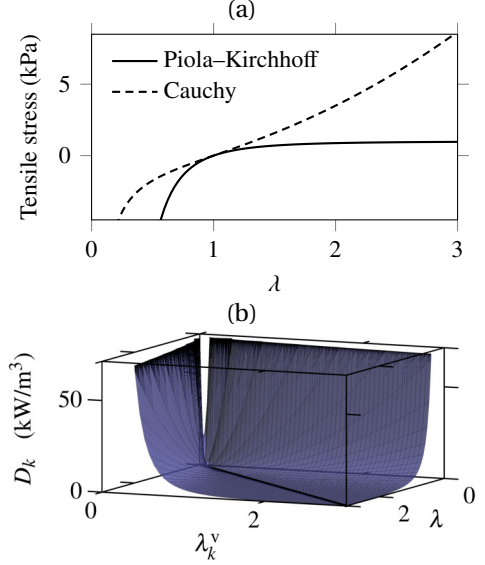 (a)
Tensile stress (kPa)
5
0
Piola–Kirchhoff
Cauchy
0 1 2 3
λ
(b)
D_k (kW/m³)
50
0
0 2
λ_k^v
2 0
λ